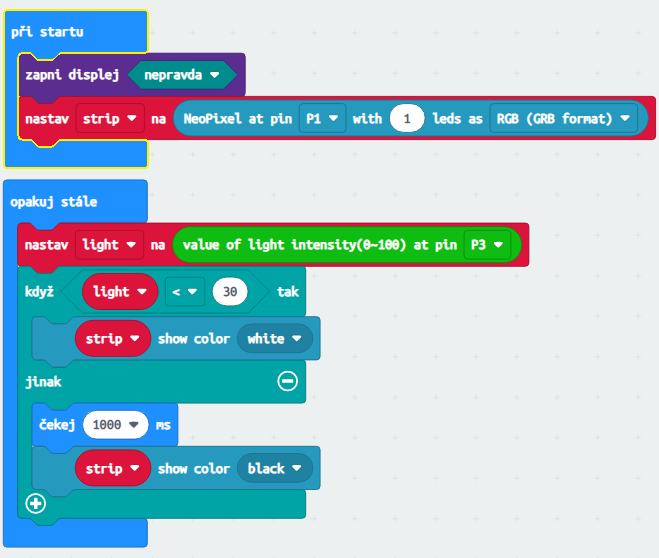 při startu
zapni displej nepravda
nastav strip na NeoPixel at pin P1 with 1 leds as RGB (GRB format)
opakuj stále
nastav light na value of light intensity(0~100) at pin P3
když light < 30 tak
strip show color white
jinak
čekej 1000 ms
strip show color black